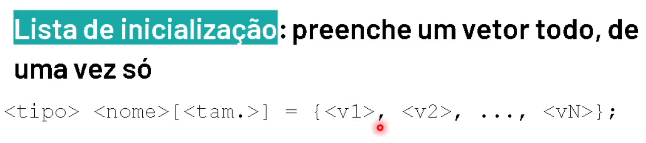 Lista de inicialização: preenche um vetor todo, de
uma vez só
<tipo> <nome>[<tam.>] = {<v1>, <v2>, ..., <vN>};